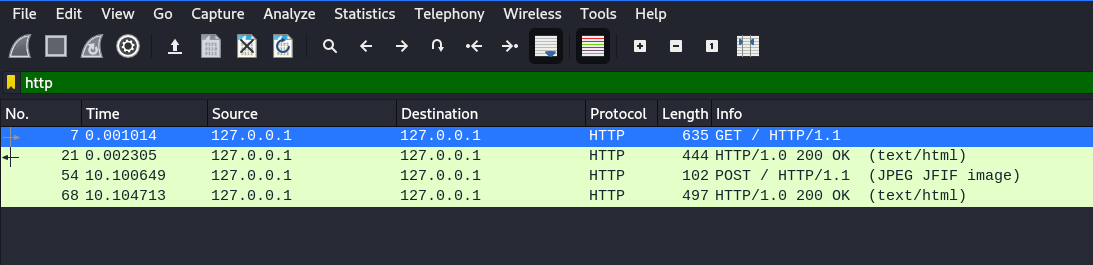 File Edit View Go Capture Analyze Statistics Telephony Wireless Tools Help
1
http
No. Time Source Destination Protocol Length Info
7 0.001014 127.0.0.1 127.0.0.1 HTTP 635 GET / HTTP/1.1
21 0.002305 127.0.0.1 127.0.0.1 HTTP 444 HTTP/1.0 200 OK (text/html)
54 10.100649 127.0.0.1 127.0.0.1 HTTP 102 POST / HTTP/1.1 (JPEG JFIF image)
68 10.104713 127.0.0.1 127.0.0.1 HTTP 497 HTTP/1.0 200 OK (text/html)